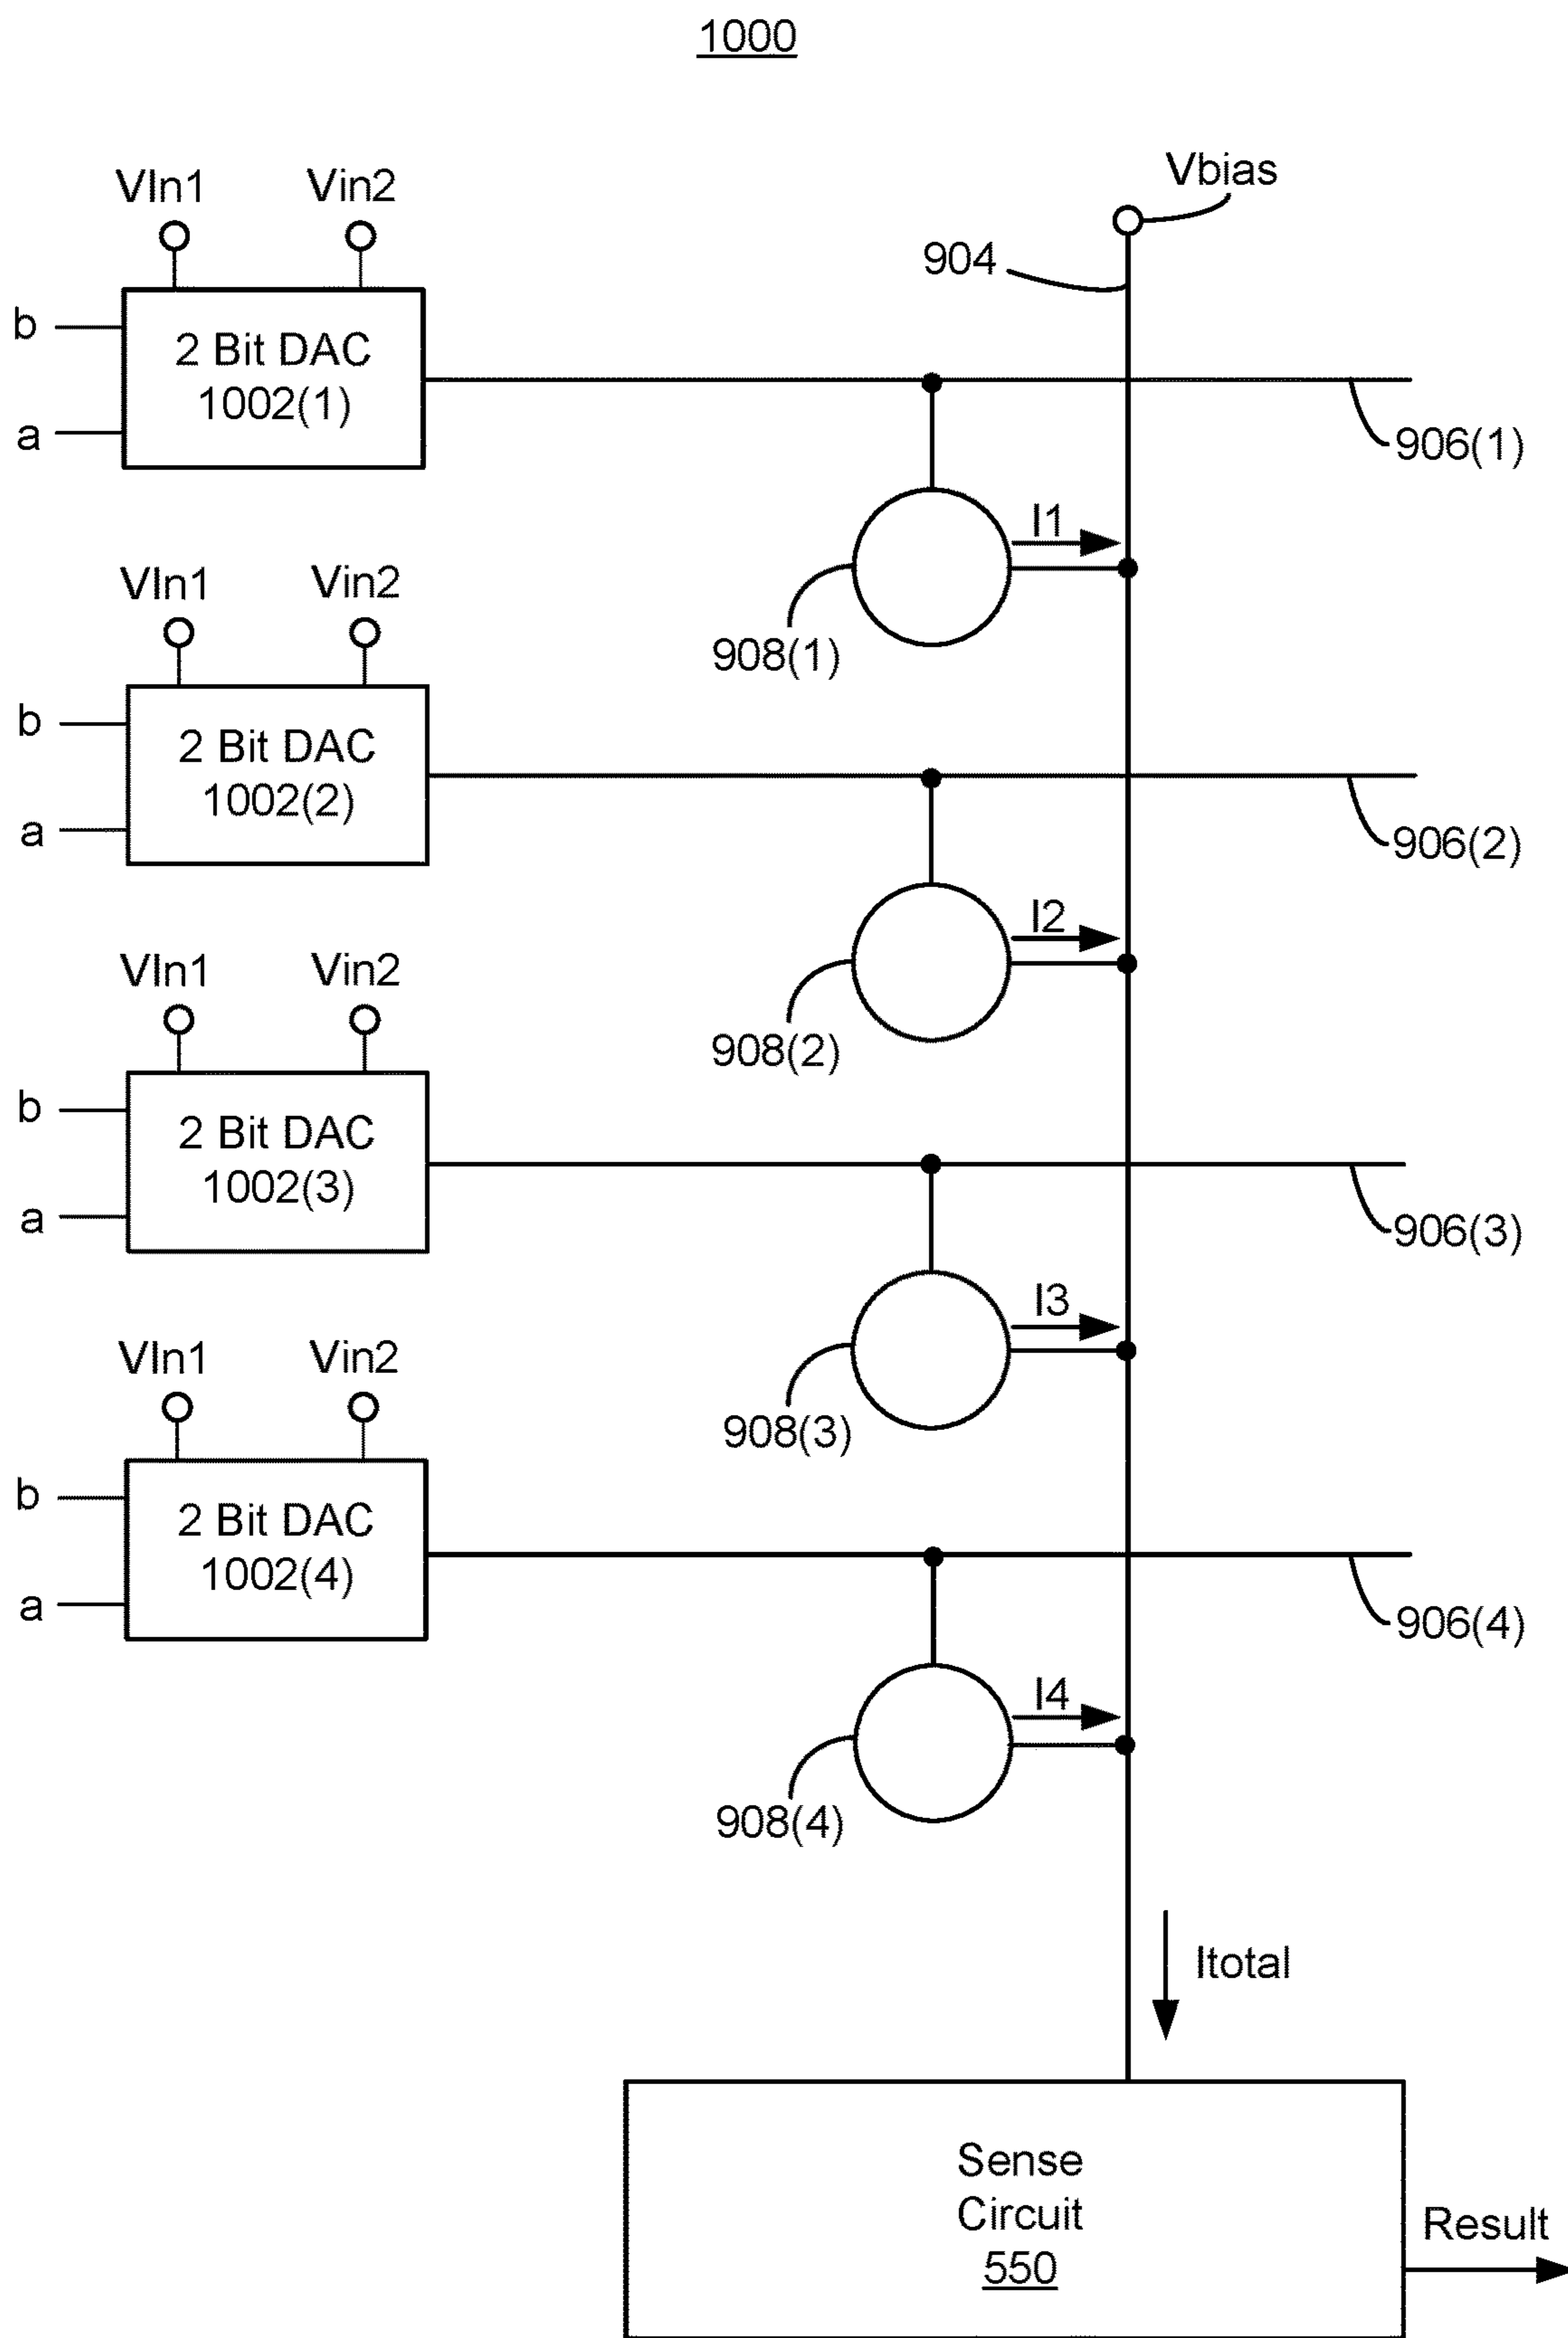 1000
VIn1 Vin2 Vbias
904
b
2 Bit DAC
1002(1)
a
906(1)
I1
908(1)
VIn1 Vin2
b
2 Bit DAC
1002(2)
a
906(2)
I2
908(2)
VIn1 Vin2
b
2 Bit DAC
1002(3)
a
906(3)
I3
908(3)
VIn1 Vin2
b
2 Bit DAC
1002(4)
a
906(4)
I4
908(4)
Itotal
Sense
Circuit
550
Result